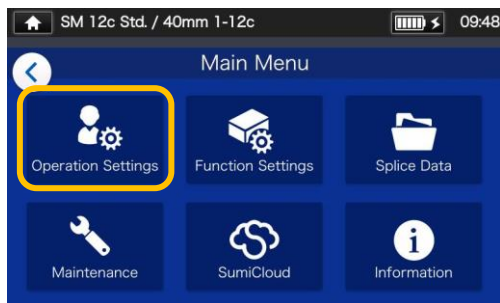 SM 12c Std. / 40mm 1-12c 09:48
Main Menu
Operation Settings Function Settings Splice Data
Maintenance SumiCloud Information